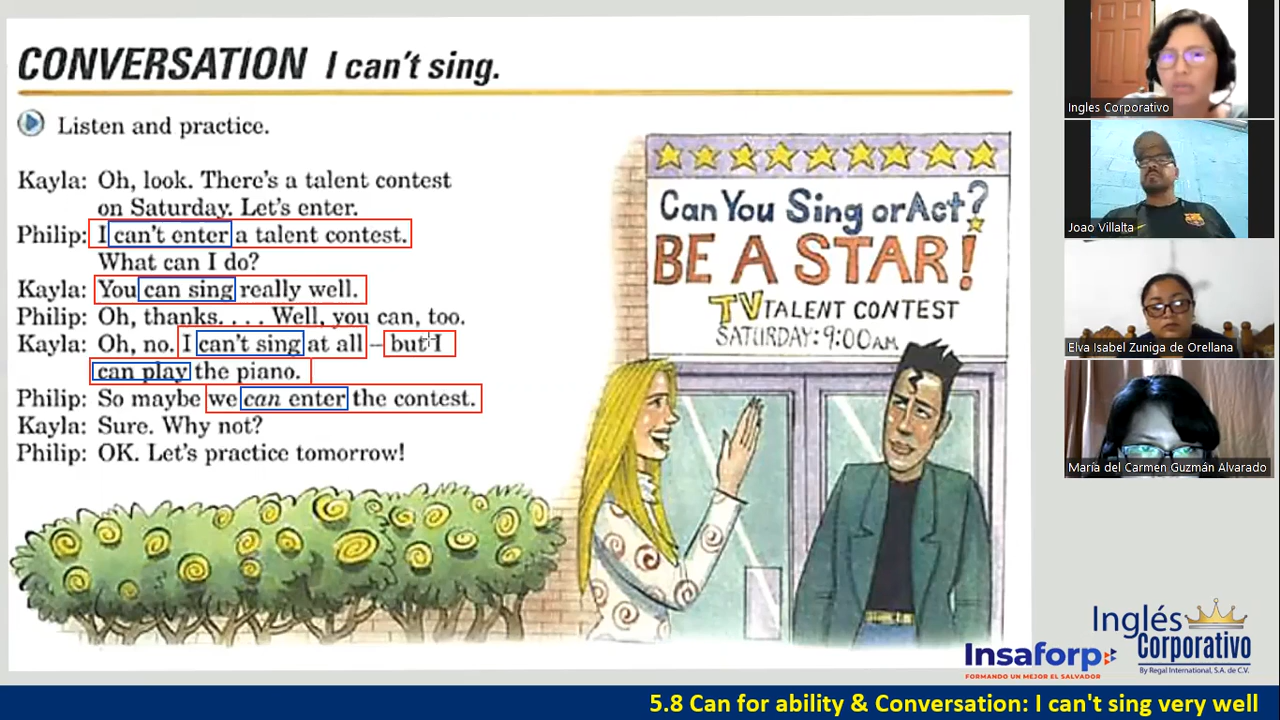 CONVERSATION I can't sing.
Listen and practice.
Kayla: Oh, look. There's a talent contest
on Saturday. Let's enter.
Philip: I can't enter a talent contest.
What can I do?
Kayla: You can sing really well.
Philip: Oh, thanks. . . . Well, you can, too.
Kayla: Oh, no. I can't sing at all – but I
can play the piano.
Philip: So maybe we can enter the contest.
Kayla: Sure. Why not?
Philip: OK. Let's practice tomorrow!
Can You Sing or Act?
BE A STAR!
TV TALENT CONTEST
SATURDAY: 9:00 AM
Ingles Corporativo
Joao Villalta
Elva Isabel Zuniga de Orellana
María del Carmen Guzmán Alvarado
Insaforp
FORMANDO UN MEJOR EL SALVADOR
Inglés
Corporativo
By Regal International, S.A. de C.V.
5.8 Can for ability & Conversation: I can't sing very well